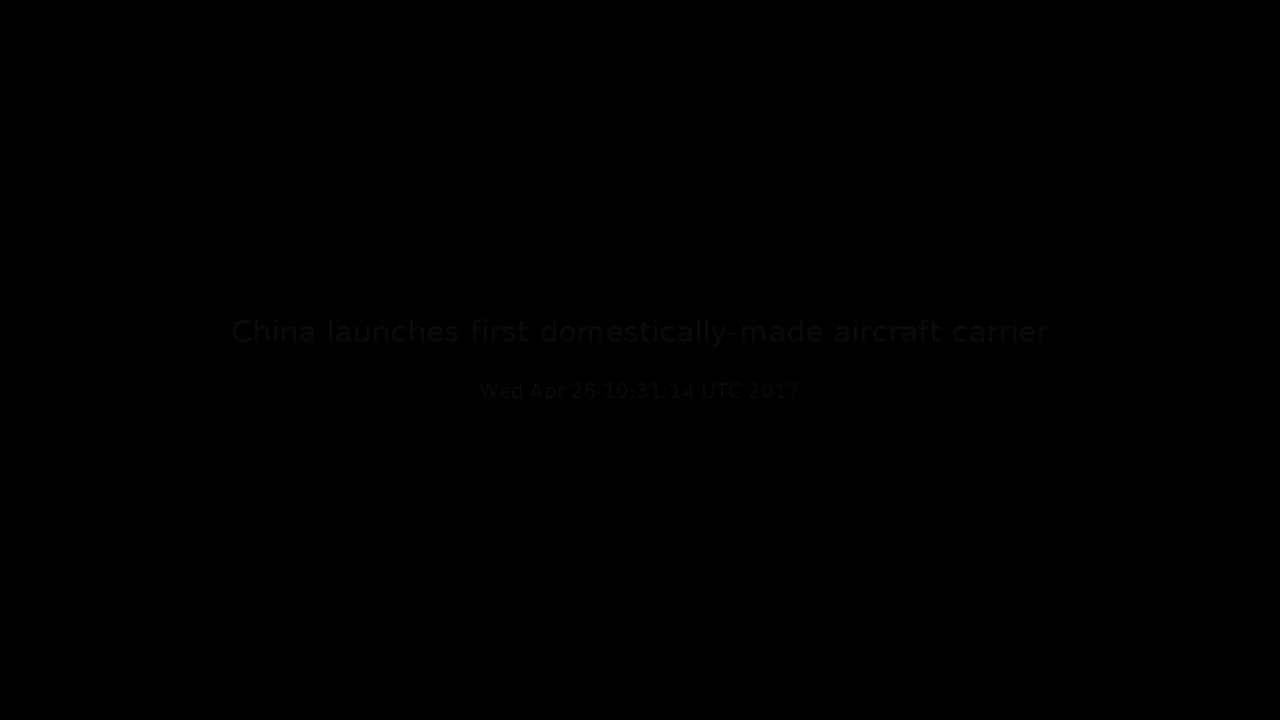 China launches first domestically-made aircraft carrier
Wed Apr 26 10:31:14 UTC 2017